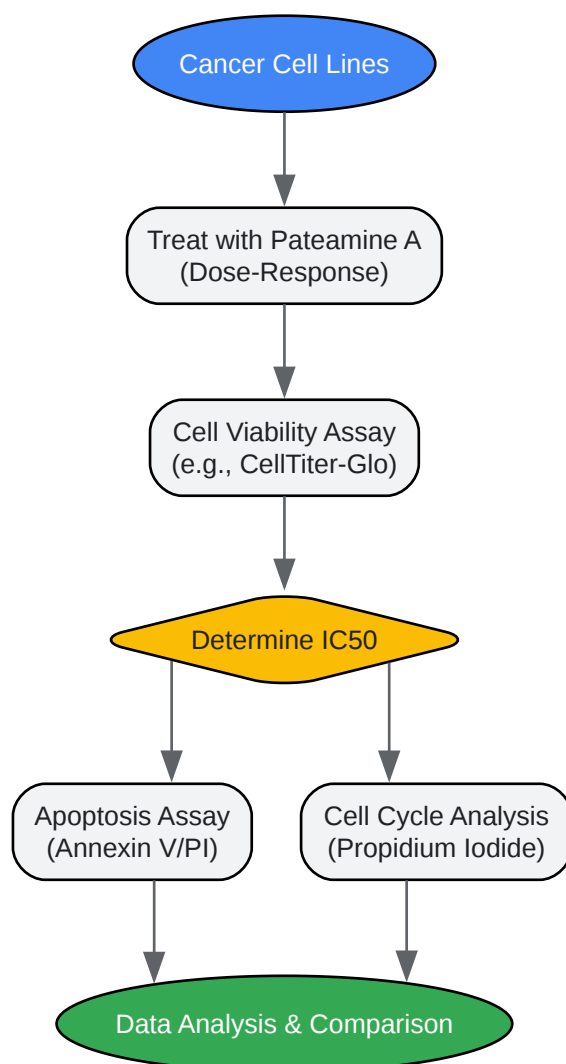 Cancer Cell Lines
Treat with Pateamine A
(Dose-Response)
Cell Viability Assay
(e.g., CellTiter-Glo)
Determine IC50
Apoptosis Assay
(Annexin V/PI)
Cell Cycle Analysis
(Propidium Iodide)
Data Analysis & Comparison